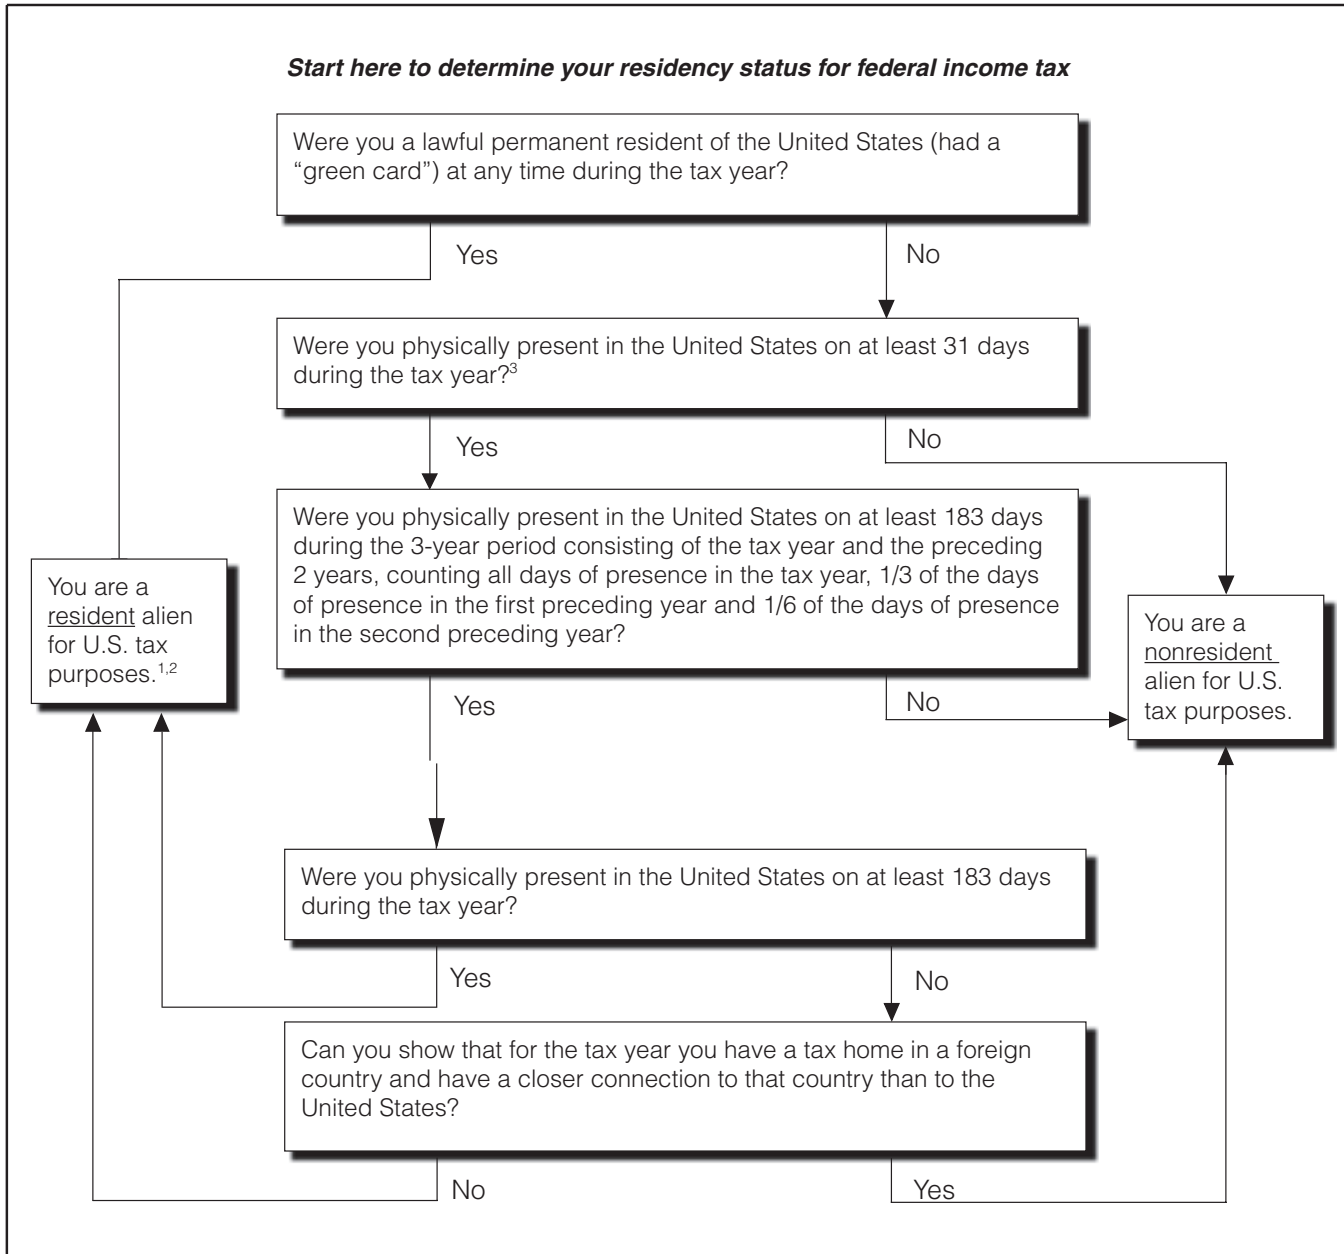 Start here to determine your residency status for federal income tax
Were you a lawful permanent resident of the United States (had a
“green card”) at any time during the tax year?
Yes
No
Were you physically present in the United States on at least 31 days
during the tax year?3
Yes
No
Were you physically present in the United States on at least 183 days
during the 3-year period consisting of the tax year and the preceding
2 years, counting all days of presence in the tax year, 1/3 of the days
of presence in the first preceding year and 1/6 of the days of presence
in the second preceding year?
You are a
resident alien
for U.S. tax
purposes.1,2
You are a
nonresident
alien for U.S.
tax purposes.
Yes
No
Were you physically present in the United States on at least 183 days
during the tax year?
Yes
No
Can you show that for the tax year you have a tax home in a foreign
country and have a closer connection to that country than to the
United States?
No
Yes